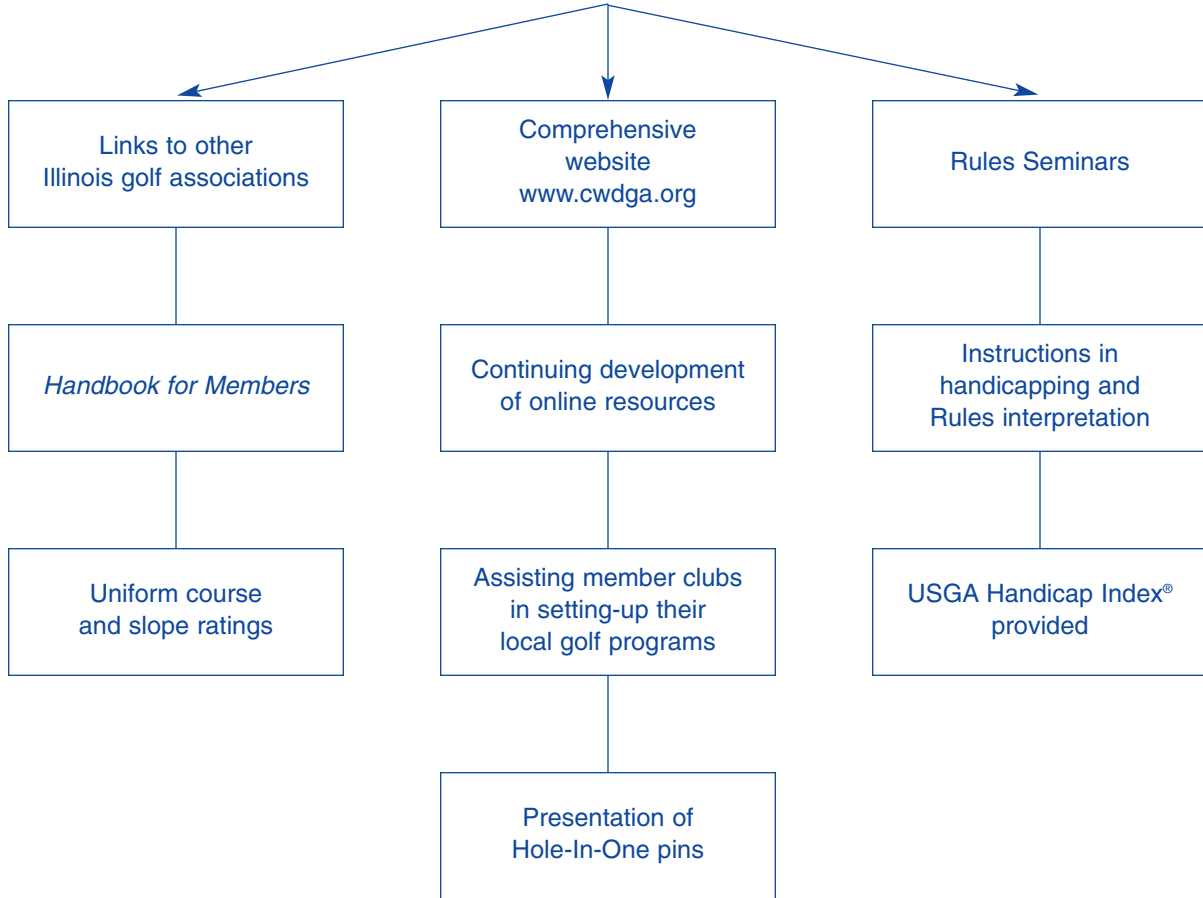 Links to other
Illinois golf associations
Comprehensive
website
www.cwdga.org
Rules Seminars
Handbook for Members
Continuing development
of online resources
Instructions in
handicapping and
Rules interpretation
Uniform course
and slope ratings
Assisting member clubs
in setting-up their
local golf programs
USGA Handicap Index®
provided
Presentation of
Hole-In-One pins